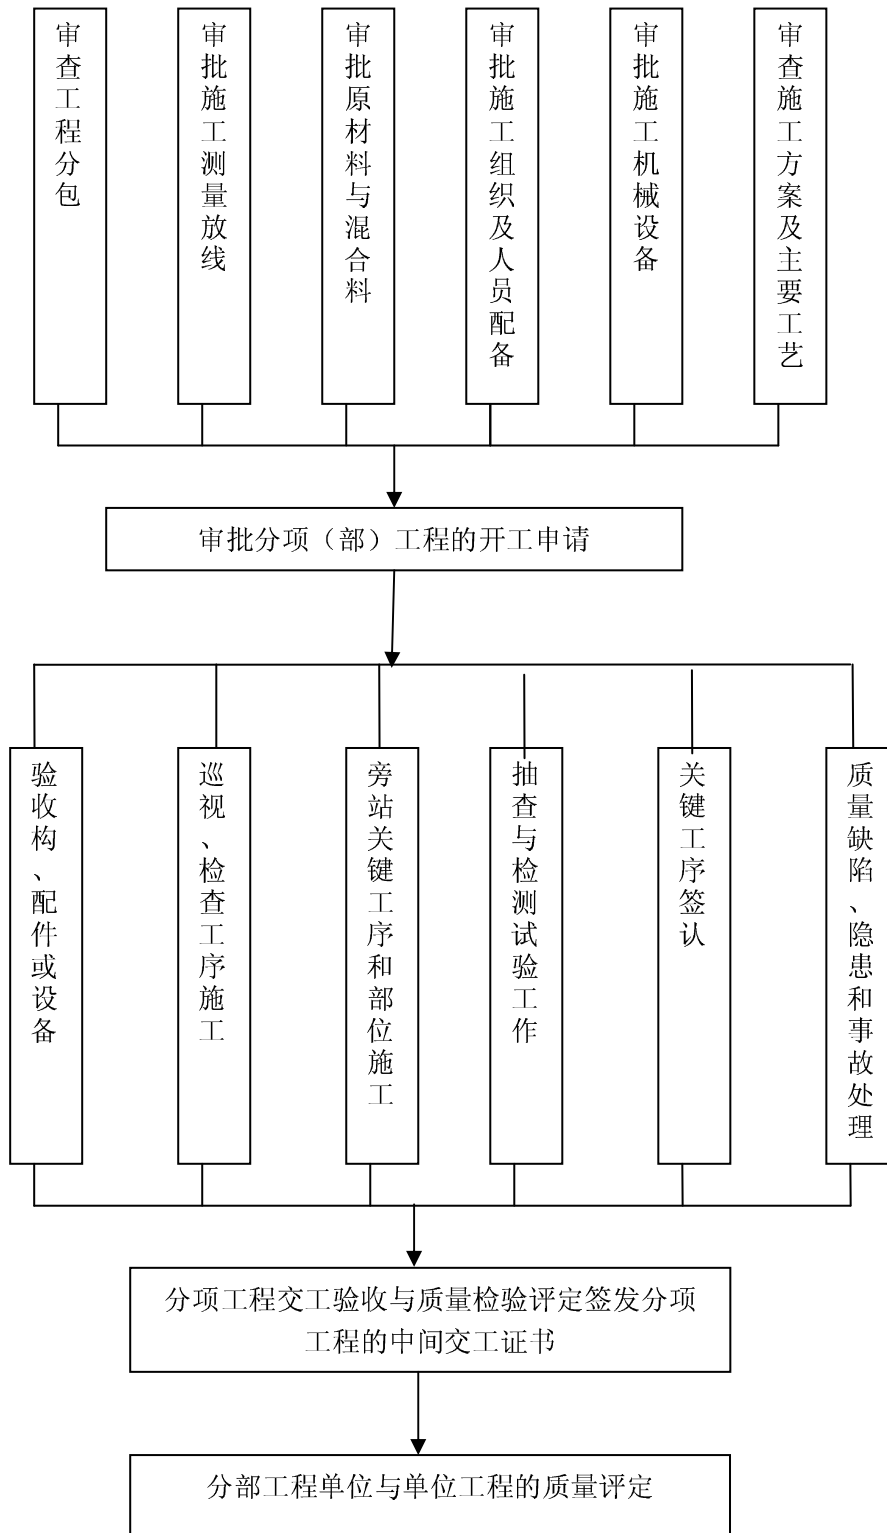 审查工程分包
审批施工测量放线
审批原材料与混合料
审批施工组织及人员配备
审批施工机械设备
审查施工方案及主要工艺
审批分项（部）工程的开工申请
验收构、配件或设备
巡视、检查工序施工
旁站关键工序和部位施工
抽查与检测试验工作
关键工序签认
质量缺陷、隐患和事故处理
分项工程交工验收与质量检验评定签发分项
工程的中间交工证书
分部工程单位与单位工程的质量评定